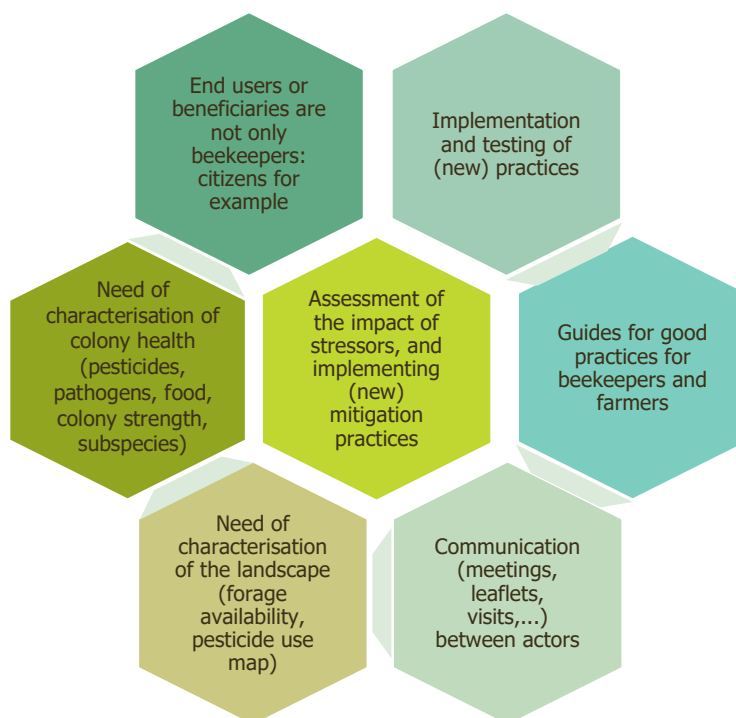 End users or
beneficiaries are
not only
beekeepers:
citizens for
example
Implementation
and testing of
(new) practices
Need of
characterisation of
colony health
(pesticides,
pathogens, food,
colony strength,
subspecies)
Assessment of
the impact of
stressors, and
implementing
(new)
mitigation
practices
Guides for good
practices for
beekeepers and
farmers
Need of
characterisation
of the landscape
(forage
availability,
pesticide use
map)
Communication
(meetings,
leaflets,
visits,...)
between actors